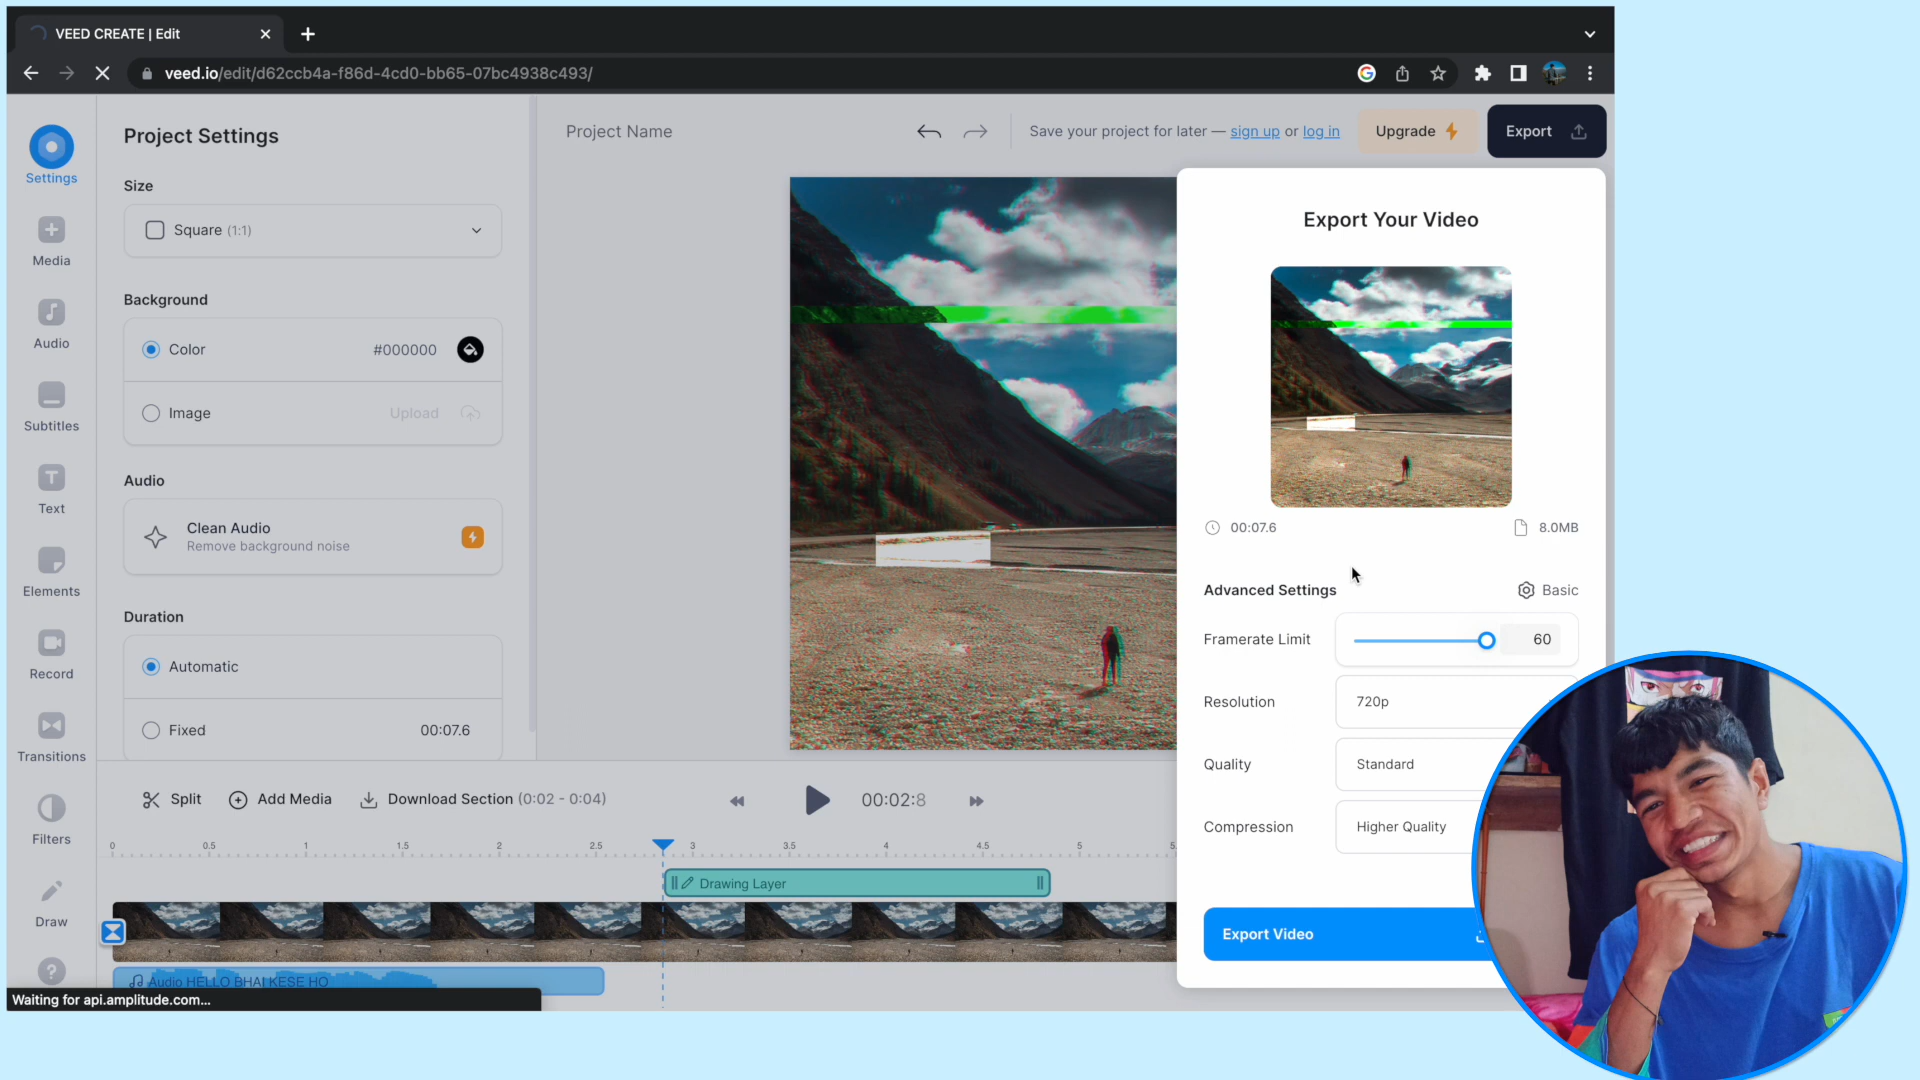 VEED CREATE | Edit
veed.io/edit/d62ccb4a-f86d-4cd0-bb65-07bc4938c493/
Project Settings
Project Name
Save your project for later — sign up or log in
Upgrade
Export
Settings
Media
Audio
Subtitles
Text
Elements
Record
Transitions
Filters
Draw
?
Size
Square (1:1)
Background
Color #000000
Image Upload
Audio
Clean Audio
Remove background noise
Duration
Automatic
Fixed 00:07.6
Export Your Video
00:07.6 8.0MB
Advanced Settings Basic
Framerate Limit 60
Resolution 720p
Quality Standard
Compression Higher Quality
Export Video
Split Add Media Download Section (0:02 - 0:04) 00:02:8
0 0.5 1 1.5 2 2.5 3 3.5 4 4.5 5 5.
Drawing Layer
Audio HELLO BHAI KESE HO
Waiting for api.amplitude.com...